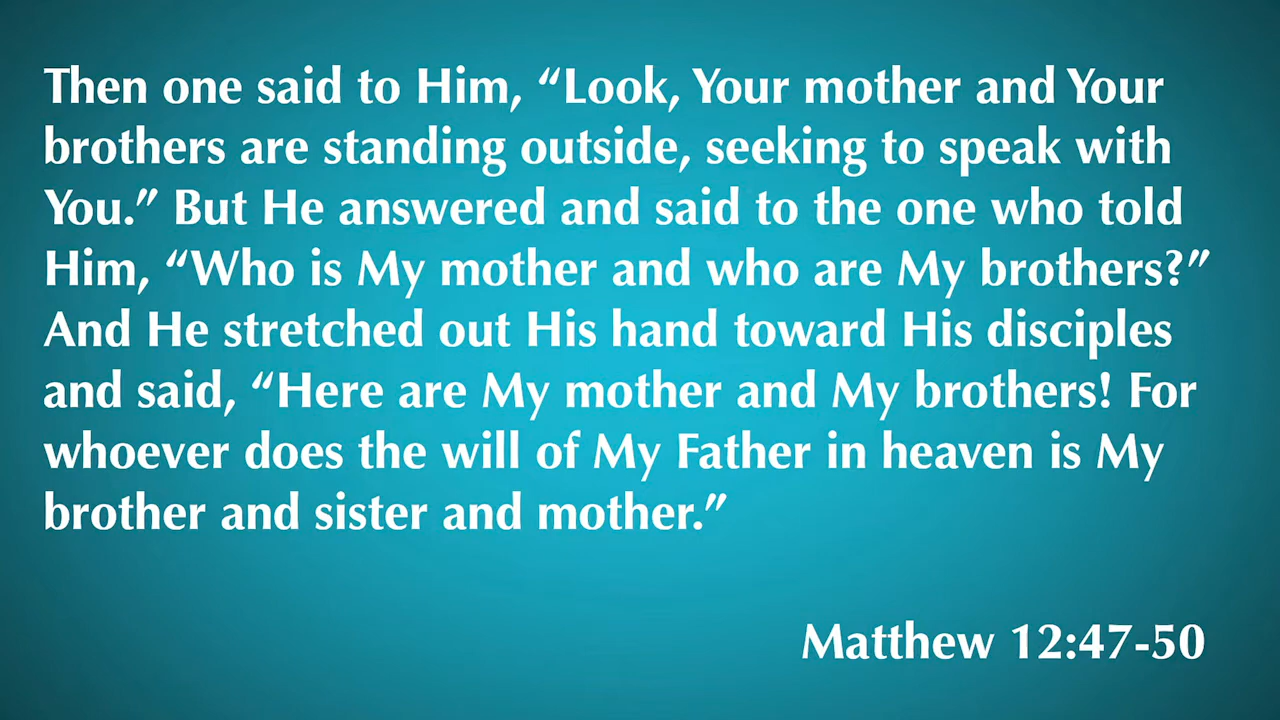 Then one said to Him, “Look, Your mother and Your
brothers are standing outside, seeking to speak with
You.” But He answered and said to the one who told
Him, “Who is My mother and who are My brothers?”
And He stretched out His hand toward His disciples
and said, “Here are My mother and My brothers! For
whoever does the will of My Father in heaven is My
brother and sister and mother.”
Matthew 12:47-50